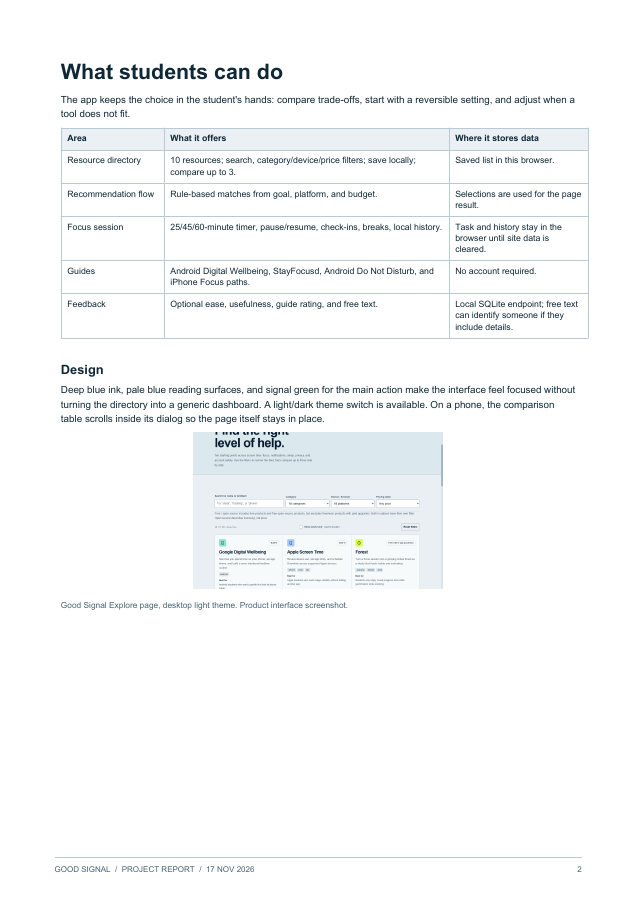 What students can do
The app keeps the choice in the student's hands: compare trade-offs, start with a reversible setting, and adjust when a
tool does not fit.
Area
What it offers
Where it stores data
Resource directory
10 resources; search, category/device/price filters; save locally;
compare up to 3.
Saved list in this browser.
Recommendation flow
Rule-based matches from goal, platform, and budget.
Selections are used for the page
result.
Focus session
25/45/60-minute timer, pause/resume, check-ins, breaks, local history.
Task and history stay in the
browser until site data is
cleared.
Guides
Android Digital Wellbeing, StayFocusd, Android Do Not Disturb, and
iPhone Focus paths.
No account required.
Feedback
Optional ease, usefulness, guide rating, and free text.
Local SQLite endpoint; free text
can identify someone if they
include details.
Design
Deep blue ink, pale blue reading surfaces, and signal green for the main action make the interface feel focused without
turning the directory into a generic dashboard. A light/dark theme switch is available. On a phone, the comparison
table scrolls inside its dialog so the page itself stays in place.
Find the right
level of help.
Google Digital Wellbeing
Apple Screen Time
Forest
Good Signal Explore page, desktop light theme. Product interface screenshot.
GOOD SIGNAL / PROJECT REPORT / 17 NOV 2026
2